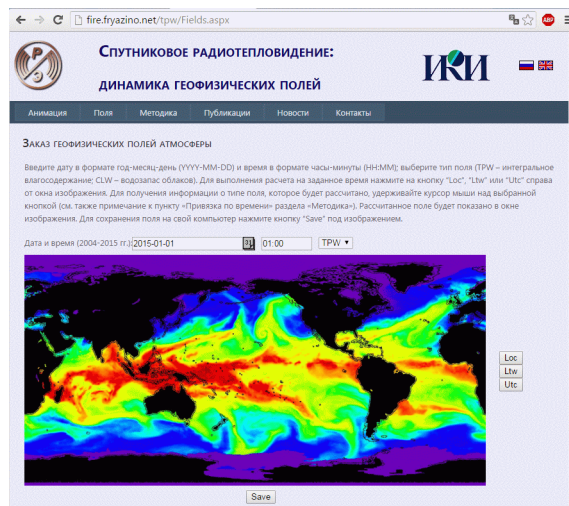 fire.fryazino.net/tpw/Fields.aspx
ABP
Спутниковое радиотепловидение:
динамика геофизических полей
РЭ
ИКИ
Анимация Поля Методика Публикации Новости Контакты
Заказ геофизических полей атмосферы
Введите дату в формате год-месяц-день (YYYY-MM-DD) и время в формате часы-минуты (HH:MM); выберите тип поля (TPW – интегральное
влагосодержание; CLW – водозапас облаков). Для выполнения расчета на заданное время нажмите на кнопку "Loc", "Ltw" или "Utc" справа
от окна изображения. Для получения информации о типе поля, которое будет рассчитано, удерживайте курсор мыши над выбранной
кнопкой (см. также примечание к пункту «Привязка по времени» раздела «Методика»). Рассчитанное поле будет показано в окне
изображения. Для сохранения поля на свой компьютер нажмите кнопку "Save" под изображением.
Дата и время (2004-2015 гг.): 2015-01-01 31 01:00 TPW
Loc
Ltw
Utc
Save